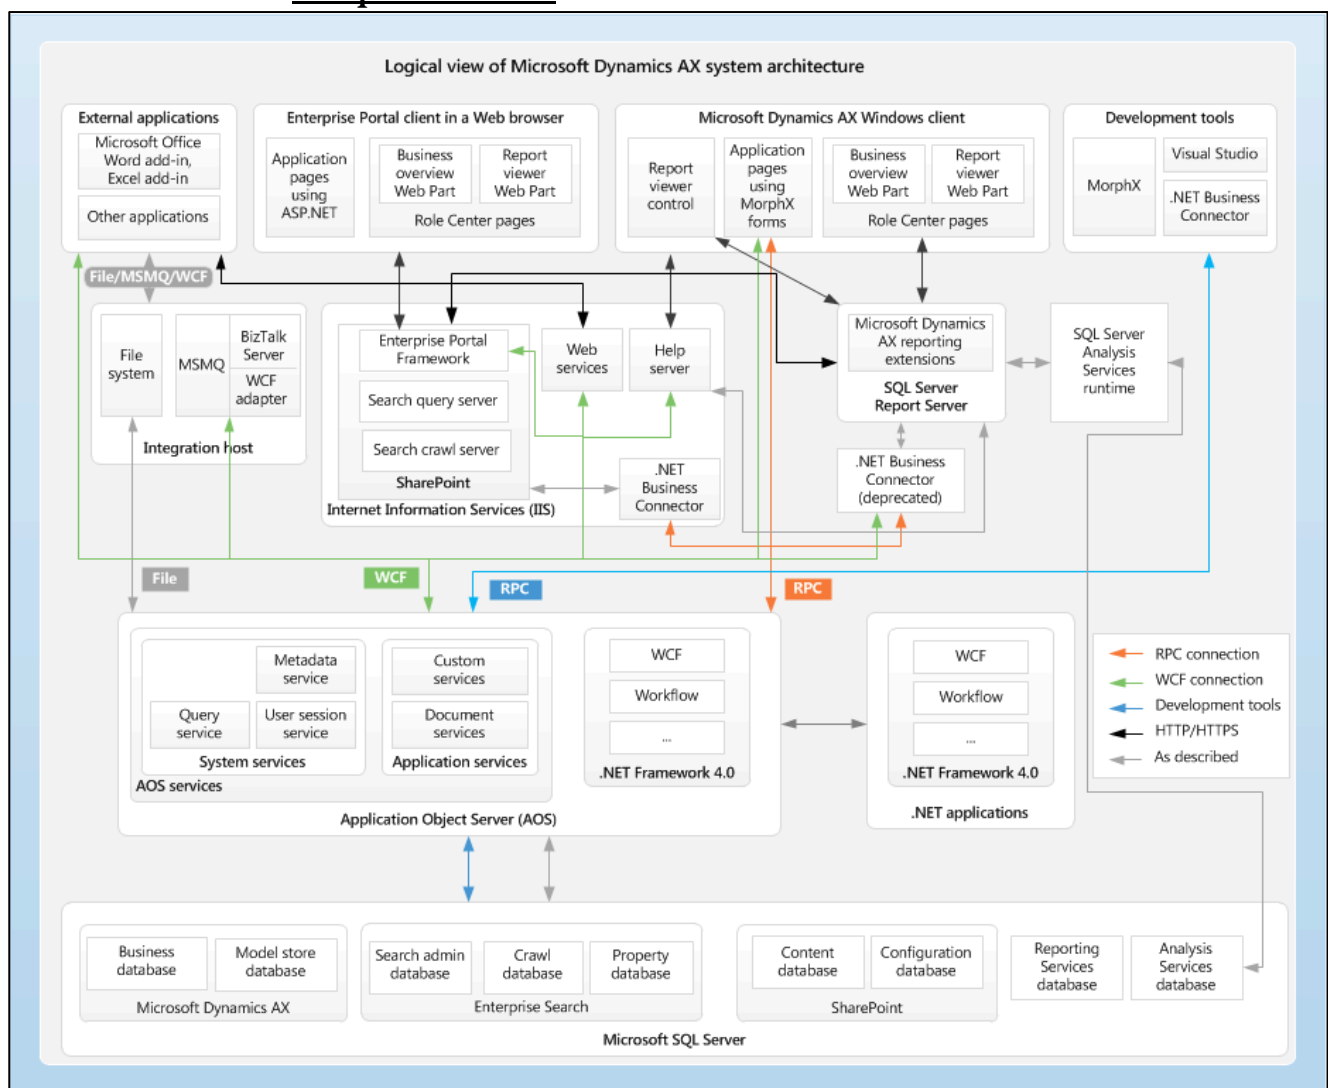 Logical view of Microsoft Dynamics AX system architecture
External applications
Microsoft Office
Word add-in,
Excel add-in
Other applications
Enterprise Portal client in a Web browser
Application
pages
using
ASP.NET
Business
overview
Web Part
Report
viewer
Web Part
Role Center pages
Microsoft Dynamics AX Windows client
Report
viewer
control
Application
pages using
MorphX
forms
Business
overview
Web Part
Report
viewer
Web Part
Role Center pages
Development tools
MorphX
Visual Studio
.NET Business
Connector
File/MSMQ/WCF
File
system
MSMQ
BizTalk
Server
WCF
adapter
Integration host
Enterprise Portal
Framework
Search query server
Search crawl server
SharePoint
Web
services
Help
server
.NET
Business
Connector
Internet Information Services (IIS)
Microsoft Dynamics
AX reporting
extensions
SQL Server
Report Server
SQL Server
Analysis
Services
runtime
.NET Business
Connector
(deprecated)
File
WCF
RPC
RPC
Metadata
service
Query
service
User session
service
System services
Custom
services
Document
services
Application services
AOS services
WCF
Workflow
...
.NET Framework 4.0
Application Object Server (AOS)
WCF
Workflow
...
.NET Framework 4.0
.NET applications
RPC connection
WCF connection
Development tools
HTTP/HTTPS
As described
Business
database
Model store
database
Microsoft Dynamics AX
Search admin
database
Crawl
database
Property
database
Enterprise Search
Content
database
Configuration
database
SharePoint
Reporting
Services
database
Analysis
Services
database
Microsoft SQL Server